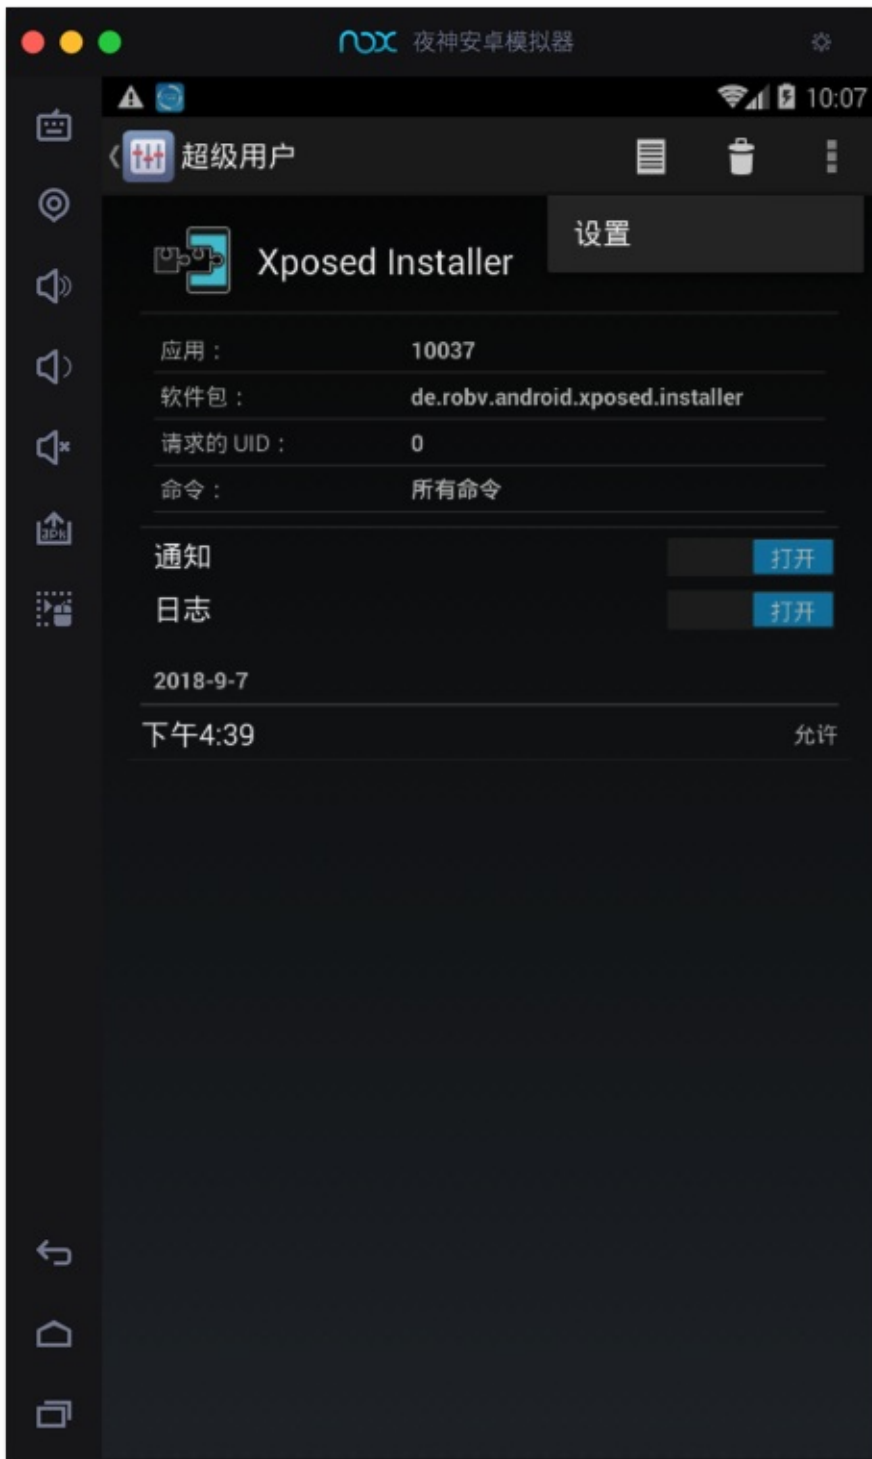 nox 夜神安卓模拟器
10:07
超级用户
设置
Xposed Installer
应用： 10037
软件包： de.robv.android.xposed.installer
请求的 UID： 0
命令： 所有命令
通知 打开
日志 打开
2018-9-7
下午4:39 允许